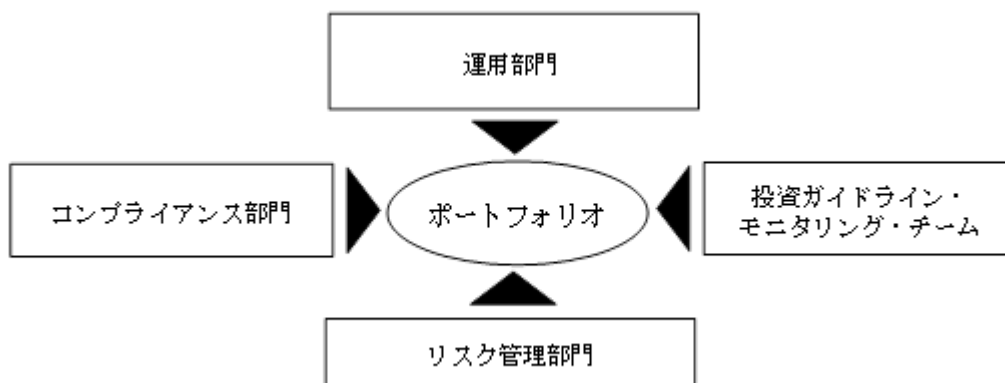 運用部門
コンプライアンス部門
ポートフォリオ
投資ガイドライン・
モニタリング・チーム
リスク管理部門